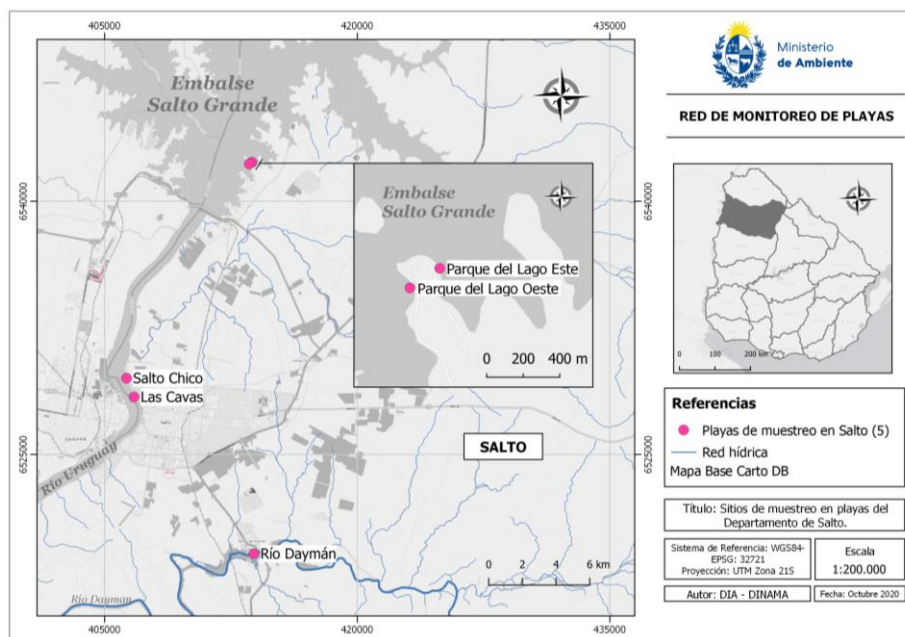 405000
420000
435000
Ministerio
de Ambiente
RED DE MONITOREO DE PLAYAS
Embalse
Salto Grande
6540000
6540000
Embalse
Salto Grande
Parque del Lago Este
Parque del Lago Oeste
0 200 400 m
0 100 200 km
Salto Chico
Las Cavas
Río Uruguay
6525000
6525000
SALTO
Río Daymán
0 2 4 6 km
Río Dayman
405000
420000
435000
Referencias
Playas de muestreo en Salto (5)
Red hídrica
Mapa Base Carto DB
Título: Sitios de muestreo en playas del
Departamento de Salto.
Sistema de Referencia: WGS84-
EPSG: 32721
Proyección: UTM Zona 21S
Escala
1:200.000
Autor: DIA - DINAMA
Fecha: Octubre 2020